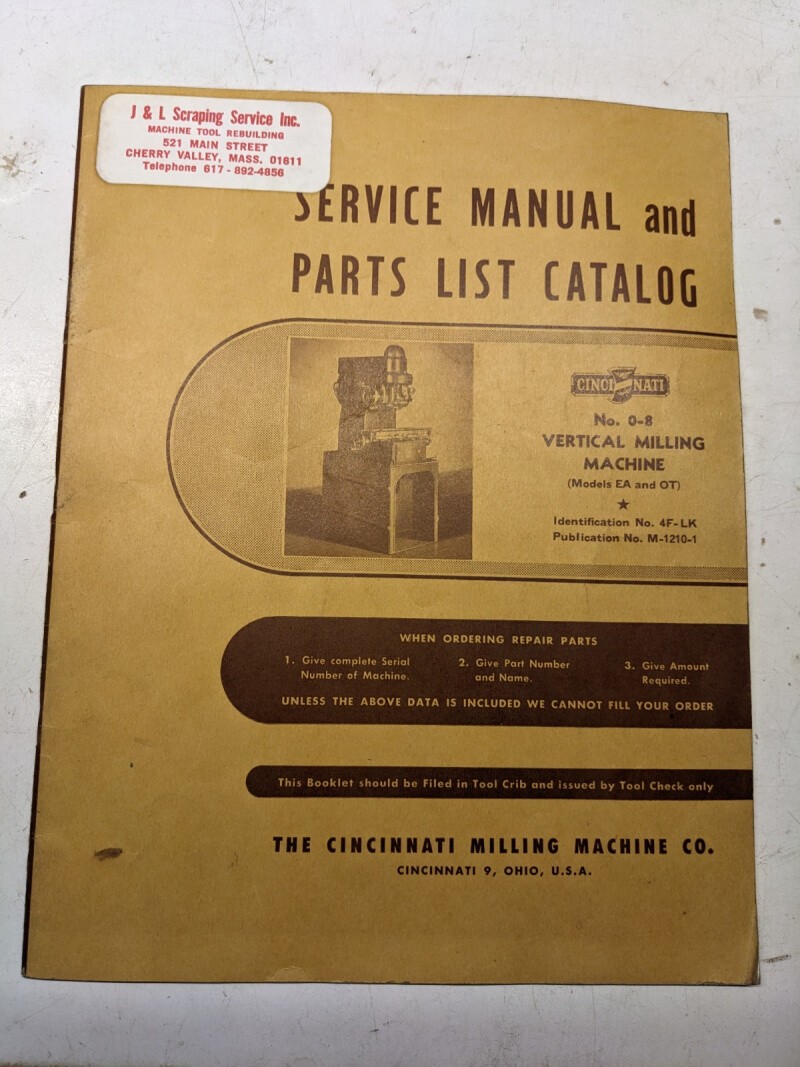 J & L Scraping Service Inc.
MACHINE TOOL REBUILDING
521 MAIN STREET
CHERRY VALLEY, MASS. 01611
Telephone 617-892-4856
SERVICE MANUAL and
PARTS LIST CATALOG
CINCINNATI
No. 0-8
VERTICAL MILLING
MACHINE
(Models EA and OT)
★
Identification No. 4F-LK
Publication No. M-1210-1
WHEN ORDERING REPAIR PARTS
1. Give complete Serial
Number of Machine.
2. Give Part Number
and Name.
3. Give Amount
Required.
UNLESS THE ABOVE DATA IS INCLUDED WE CANNOT FILL YOUR ORDER
This Booklet should be Filed in Tool Crib and issued by Tool Check only
THE CINCINNATI MILLING MACHINE CO.
CINCINNATI 9, OHIO, U.S.A.